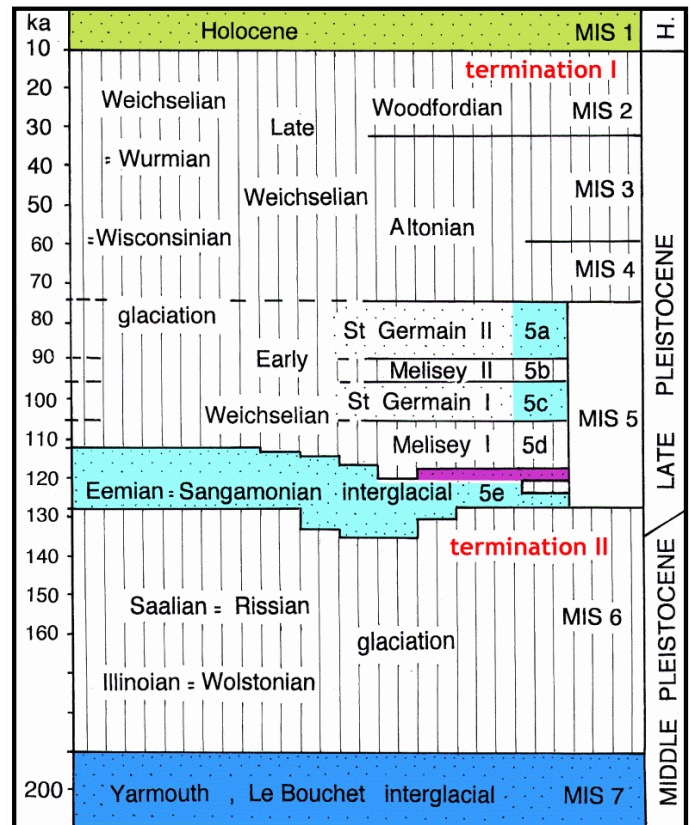 ka
Holocene
MIS 1
H.
10
termination I
20
Weichselian
Woodfordian
MIS 2
30
Late
40
= Wurmian
MIS 3
50
Weichselian
Altonian
60
=Wisconsinian
MIS 4
70
glaciation
80
St Germain II
5a
90
Early
Melisey II
5b
100
St Germain I
5c
Weichselian
MIS 5
110
Melisey I
5d
120
Eemian = Sangamonian interglacial
5e
130
termination II
140
150
Saalian = Rissian
MIS 6
160
glaciation
Illinoian = Wolstonian
200
Yarmouth , Le Bouchet interglacial
MIS 7
LATE PLEISTOCENE
MIDDLE PLEISTOCENE